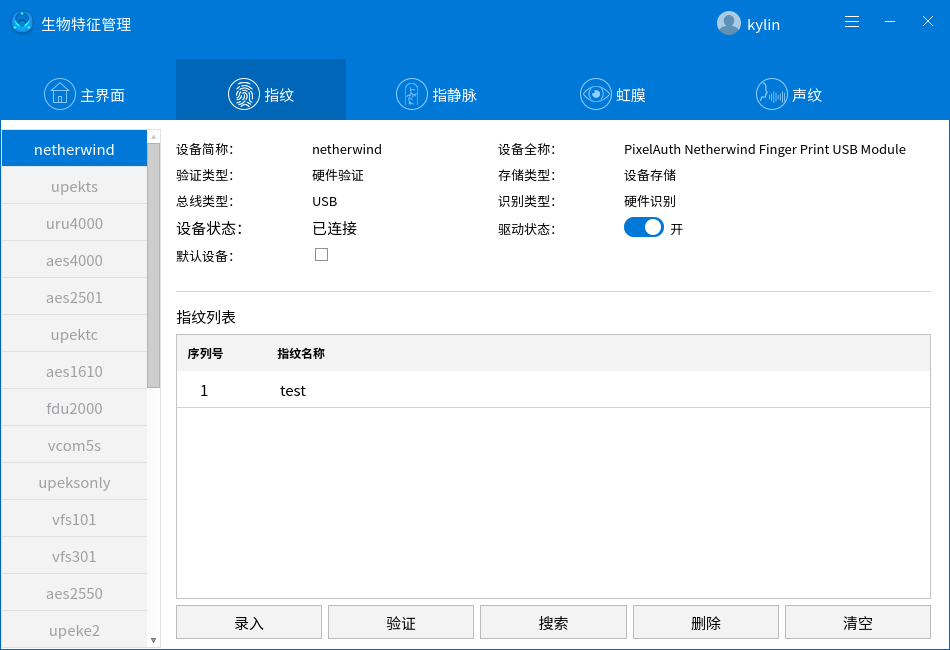 生物特征管理
kylin
主界面
指纹
指静脉
虹膜
声纹
netherwind
upekts
uru4000
aes4000
aes2501
upektc
aes1610
fdu2000
vcom5s
upeksonly
vfs101
vfs301
aes2550
upeke2
设备简称: netherwind 设备全称: PixelAuth Netherwind Finger Print USB Module
验证类型: 硬件验证 存储类型: 设备存储
总线类型: USB 识别类型: 硬件识别
设备状态: 已连接 驱动状态: 开
默认设备:
指纹列表
序列号 指纹名称
1 test
录入 验证 搜索 删除 清空